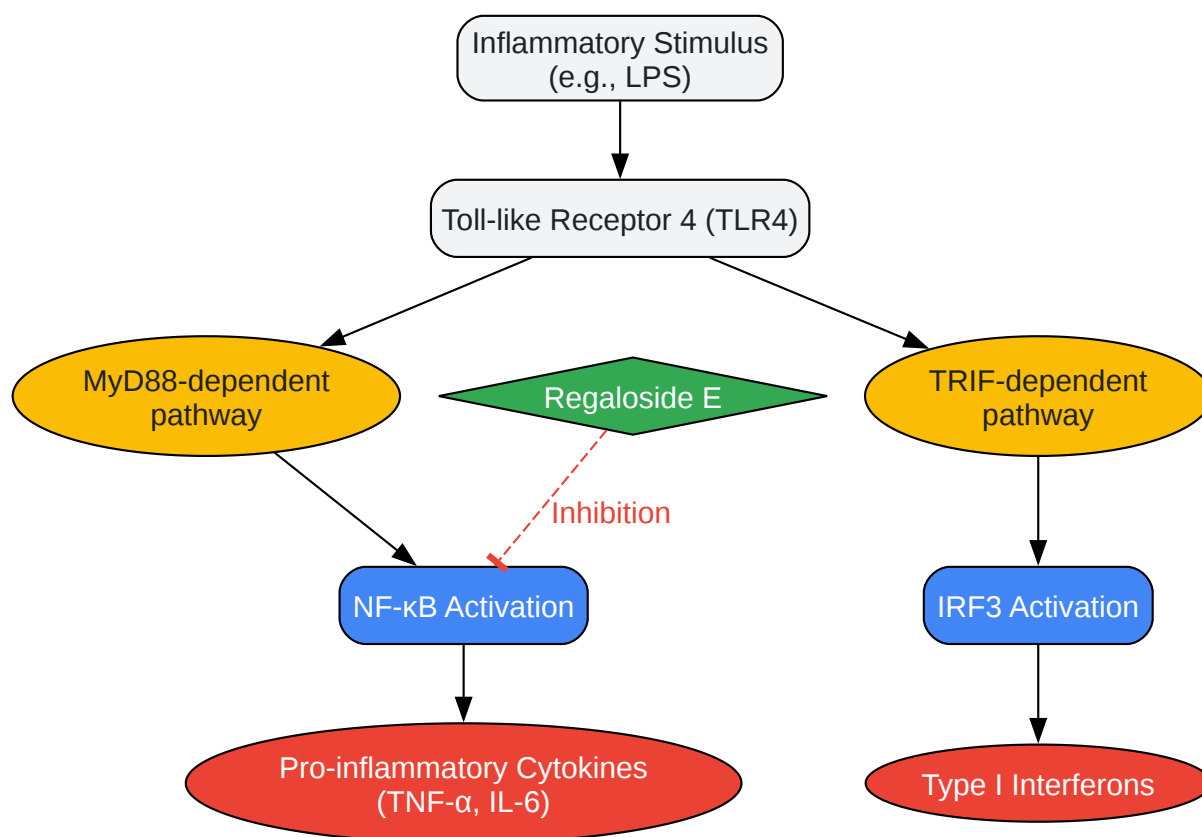 Inflammatory Stimulus
(e.g., LPS)
Toll-like Receptor 4 (TLR4)
MyD88-dependent
pathway
Regaloside E
TRIF-dependent
pathway
Inhibition
NF-κB Activation
IRF3 Activation
Pro-inflammatory Cytokines
(TNF-α, IL-6)
Type I Interferons